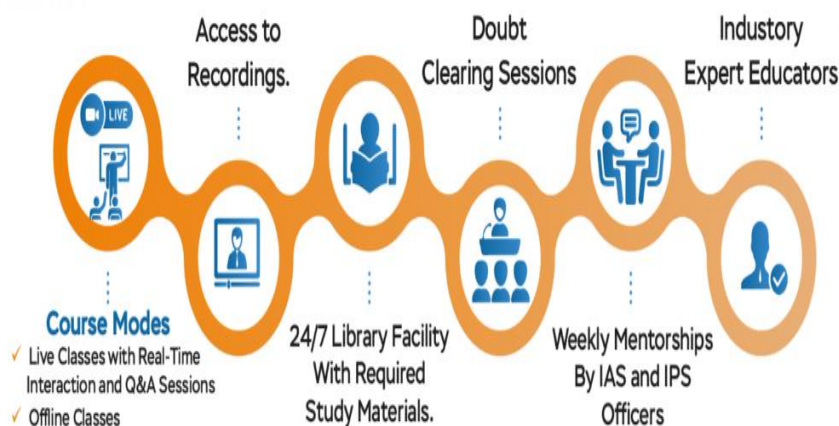 Access to
Recordings.
Doubt
Clearing Sessions
Industory
Expert Educators
LIVE
Course Modes
✓ Live Classes with Real-Time
Interaction and Q&A Sessions
✓ Offline Classes
24/7 Library Facility
With Required
Study Materials.
Weekly Mentorships
By IAS and IPS
Officers